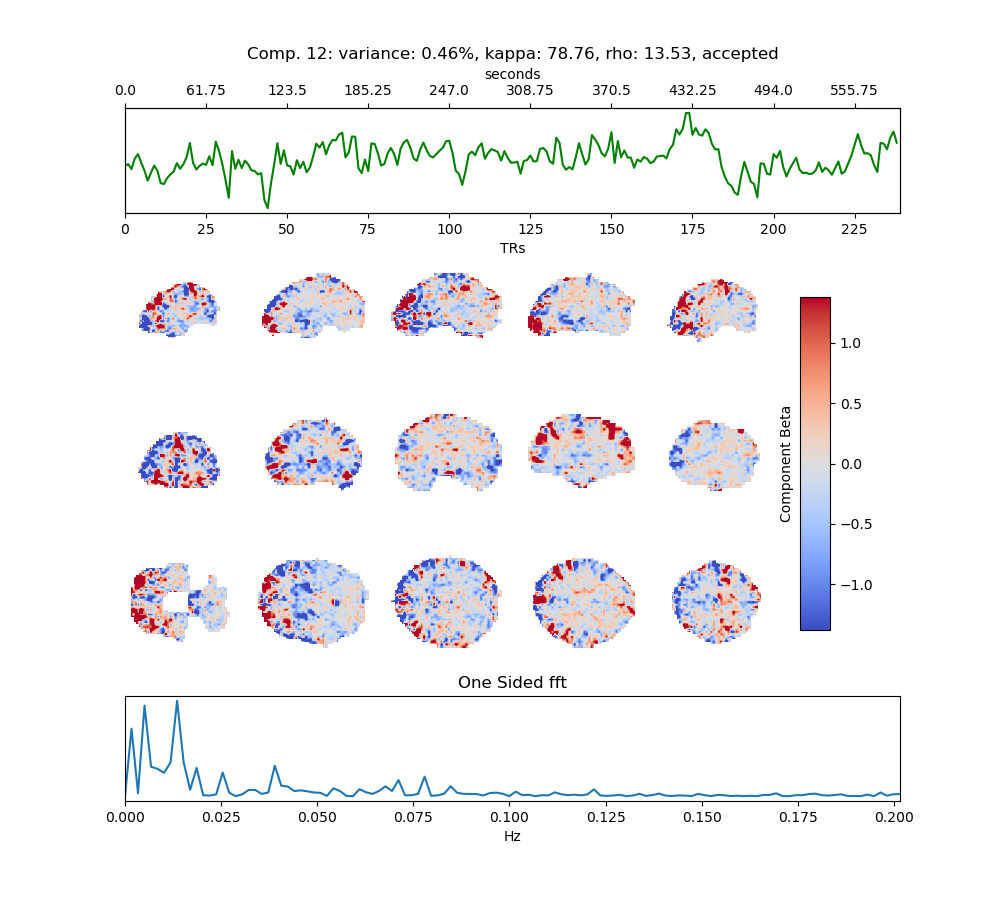 Comp. 12: variance: 0.46%, kappa: 78.76, rho: 13.53, accepted
seconds
0.0 61.75 123.5 185.25 247.0 308.75 370.5 432.25 494.0 555.75
0 25 50 75 100 125 150 175 200 225
TRs
1.0
0.5
0.0
−0.5
−1.0
Component Beta
One Sided fft
0.000 0.025 0.050 0.075 0.100 0.125 0.150 0.175 0.200
Hz